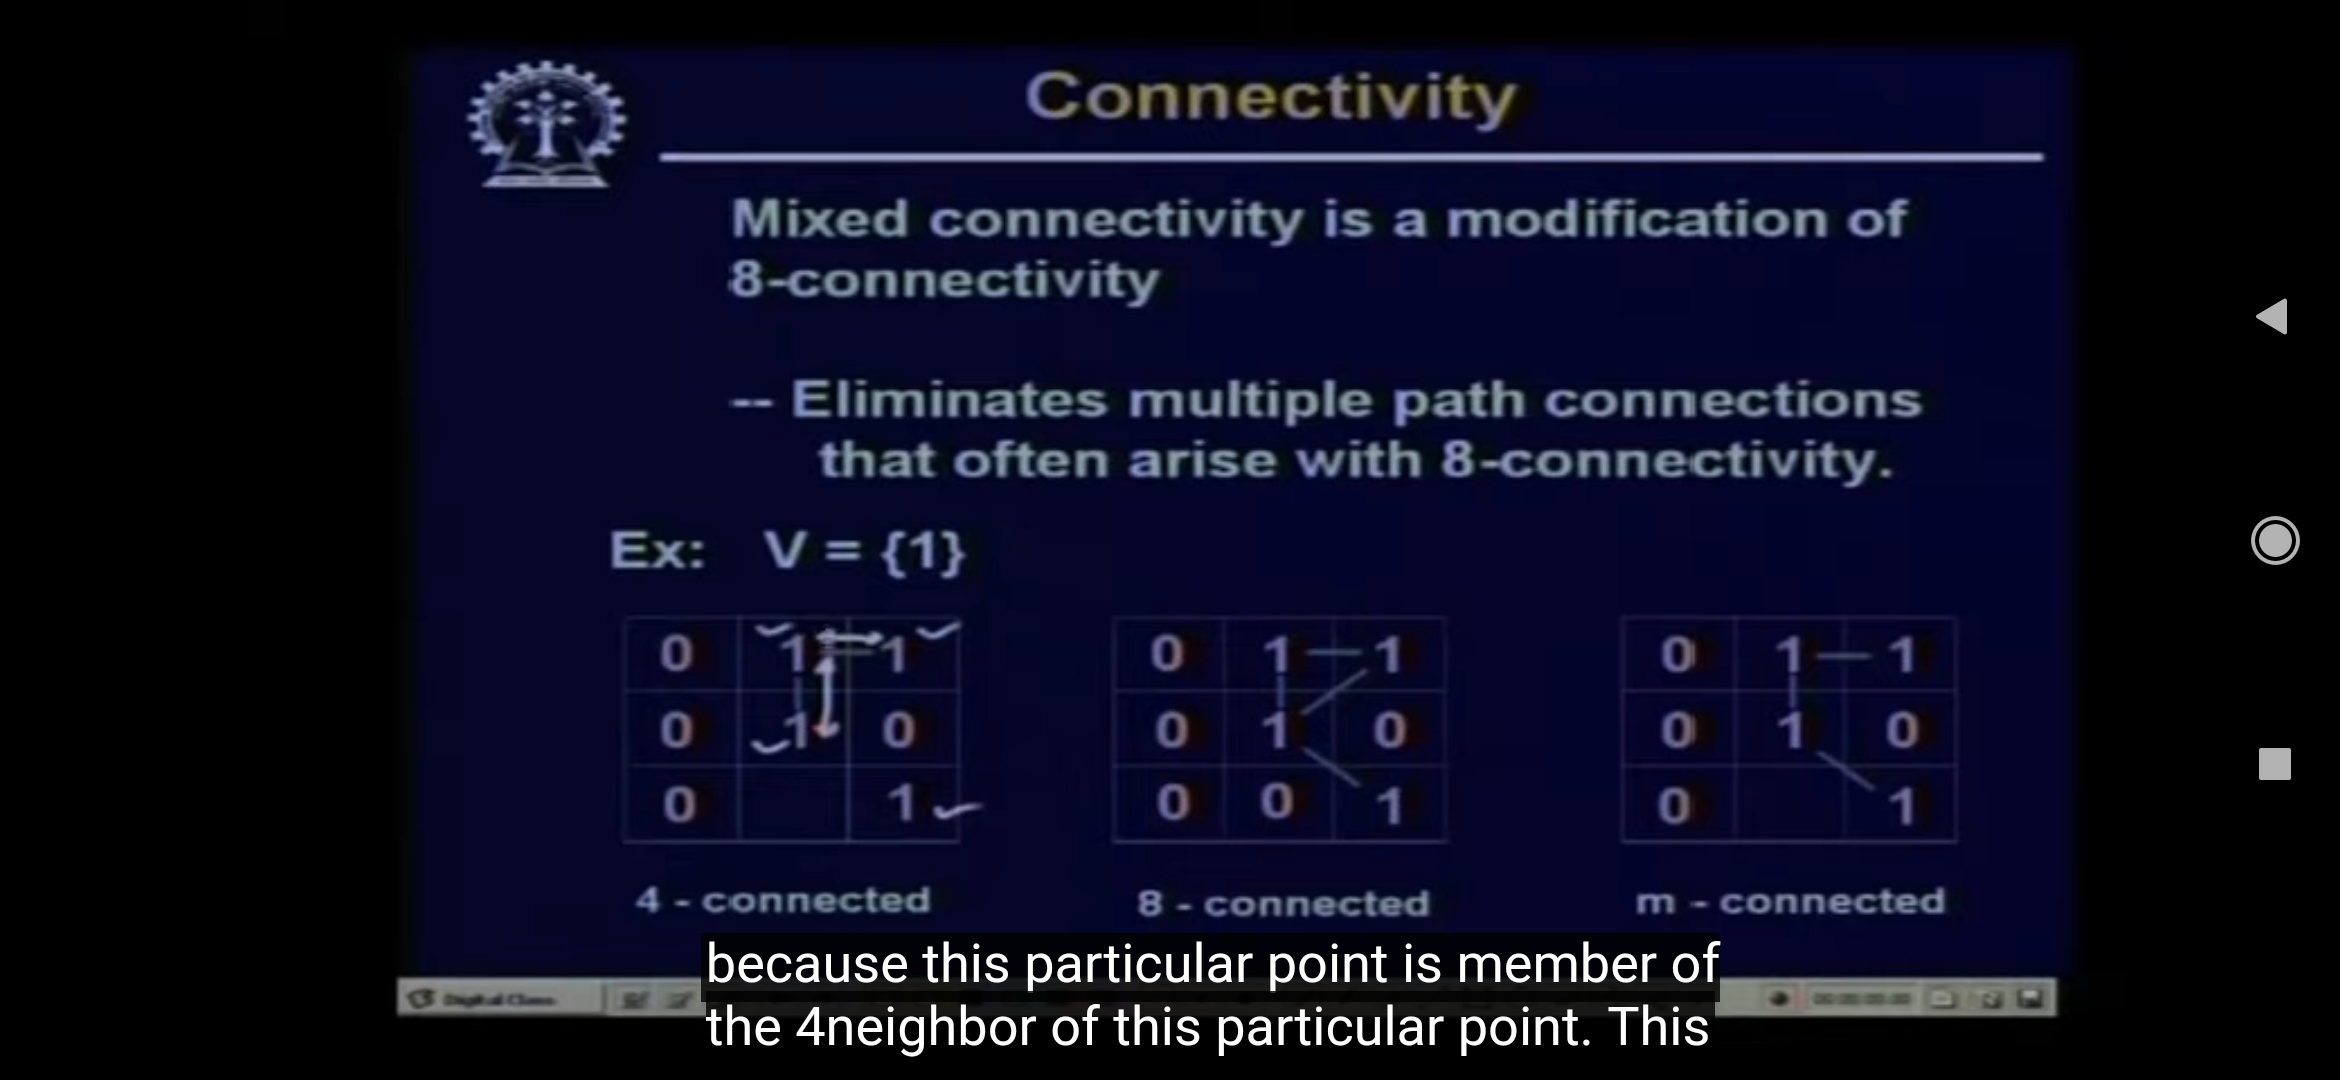 Connectivity
Mixed connectivity is a modification of
8-connectivity
-- Eliminates multiple path connections
that often arise with 8-connectivity.
Ex: V = {1}
0 1 1
0 1 0
0 1
4 - connected
0 1 1
0 1 0
0 0 1
8 - connected
0 1 1
0 1 0
0 1
m - connected
because this particular point is member of
the 4neighbor of this particular point. This
Digital Class